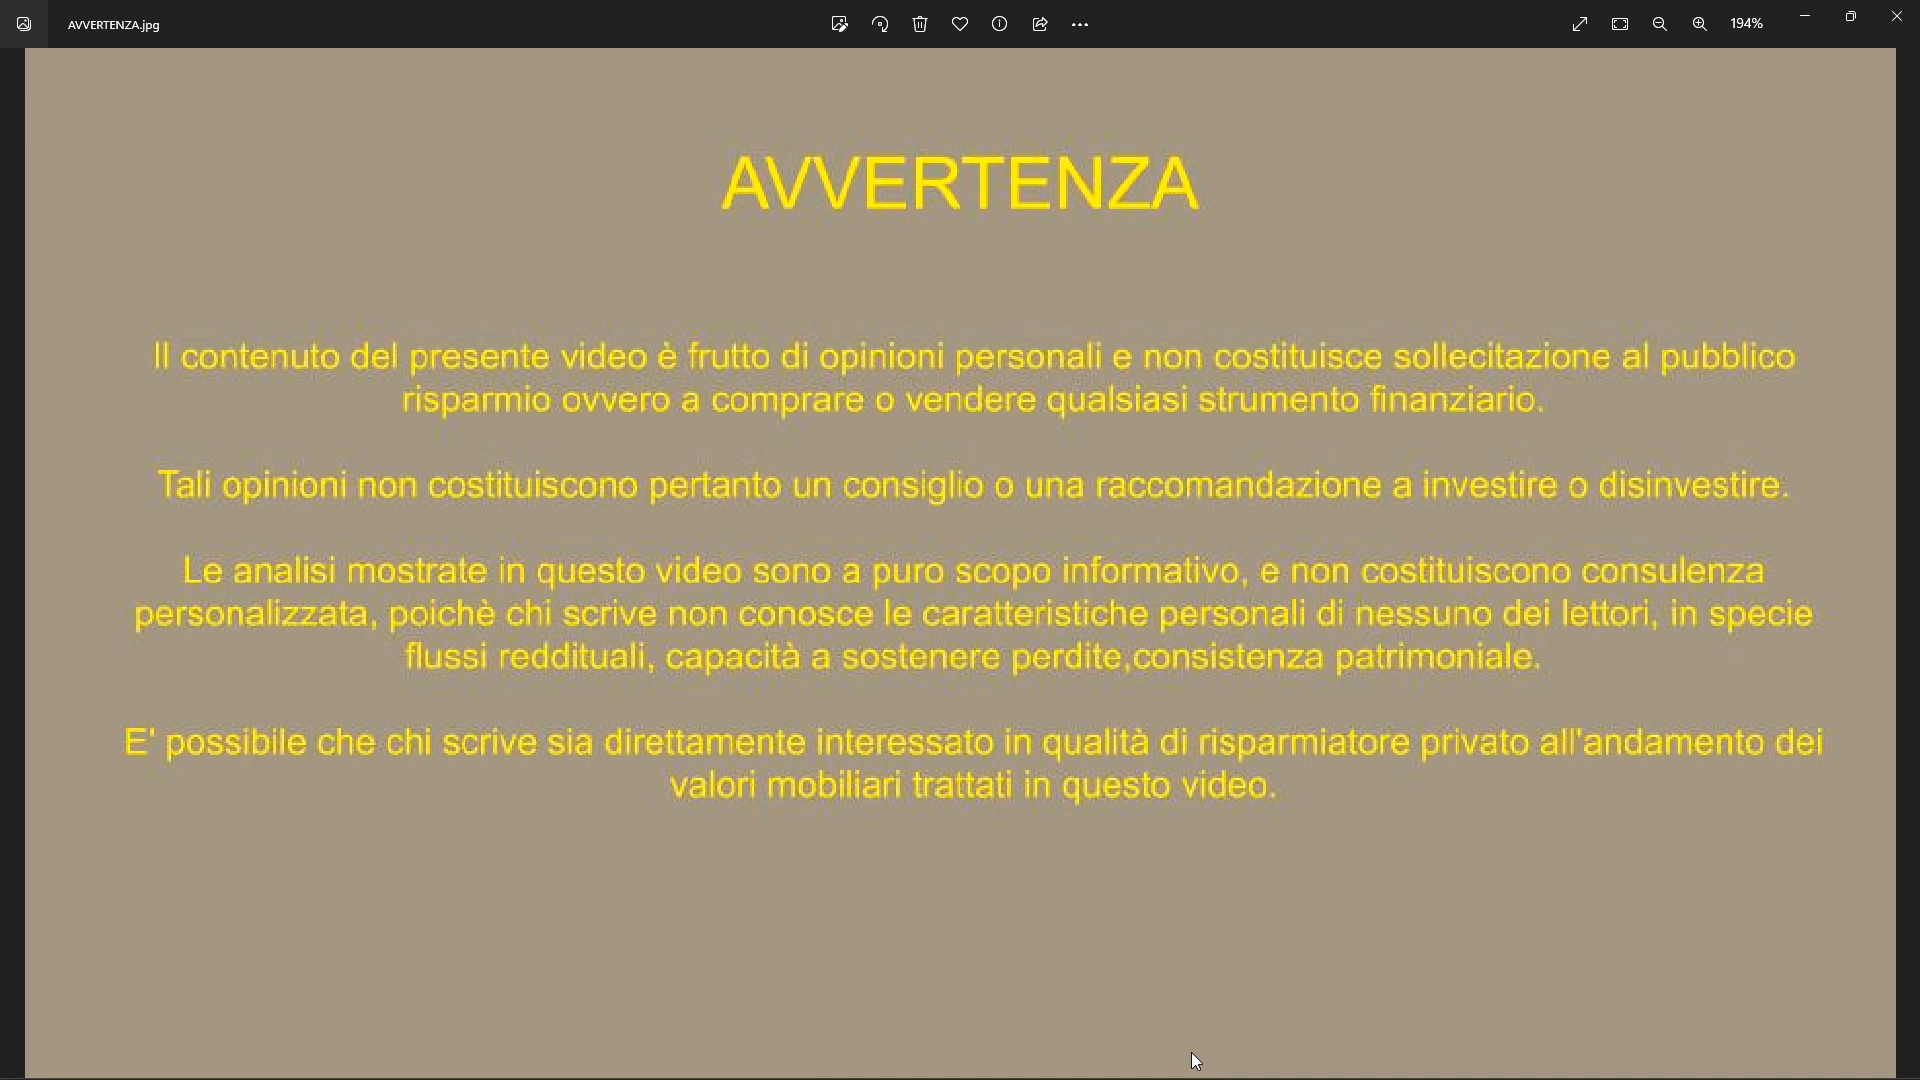 AVVERTENZA.jpg
194%
AVVERTENZA
Il contenuto del presente video è frutto di opinioni personali e non costituisce sollecitazione al pubblico
risparmio ovvero a comprare o vendere qualsiasi strumento finanziario.
Tali opinioni non costituiscono pertanto un consiglio o una raccomandazione a investire o disinvestire.
Le analisi mostrate in questo video sono a puro scopo informativo, e non costituiscono consulenza
personalizzata, poichè chi scrive non conosce le caratteristiche personali di nessuno dei lettori, in specie
flussi reddituali, capacità a sostenere perdite,consistenza patrimoniale.
E' possibile che chi scrive sia direttamente interessato in qualità di risparmiatore privato all'andamento dei
valori mobiliari trattati in questo video.